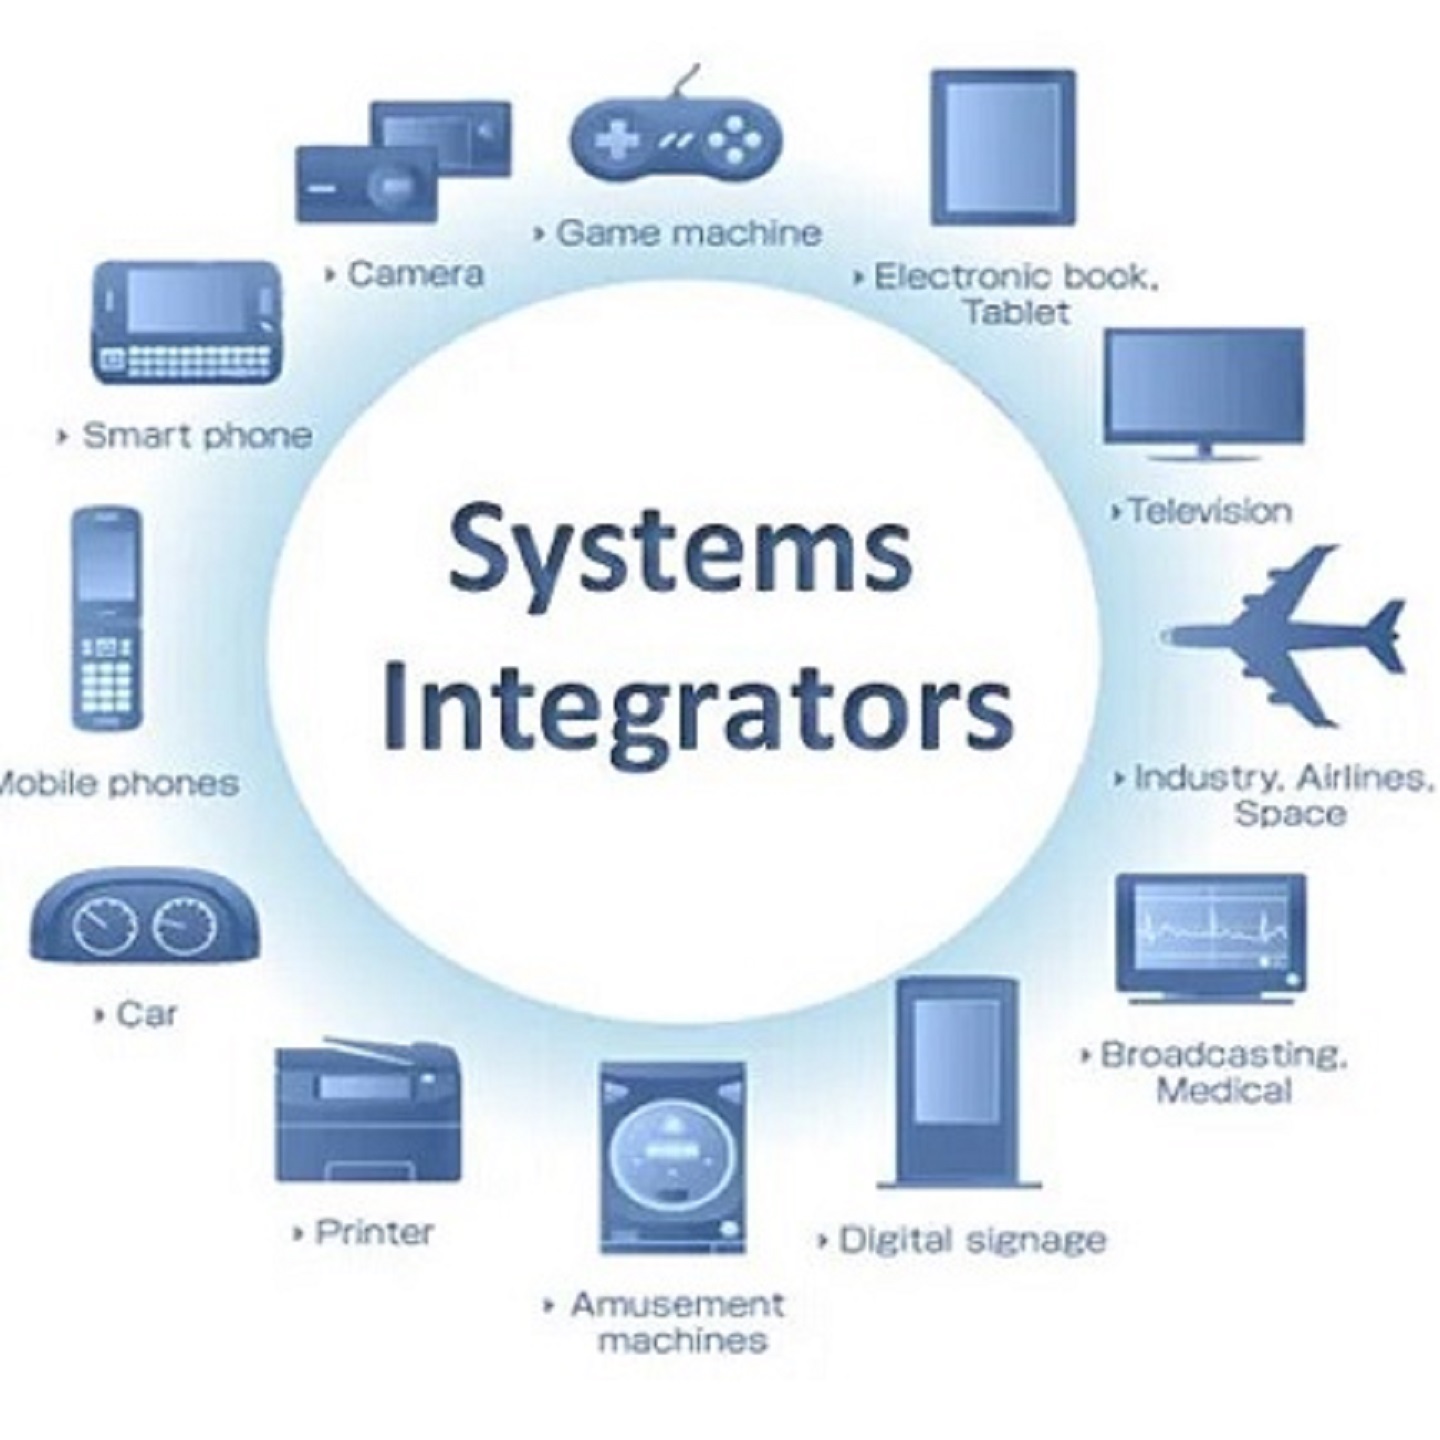 Game machine
Camera
Electronic book,
Tablet
Smart phone
Television
Systems
Integrators
Mobile phones
Industry, Airlines,
Space
Car
Broadcasting,
Medical
Printer
Digital signage
Amusement
machines